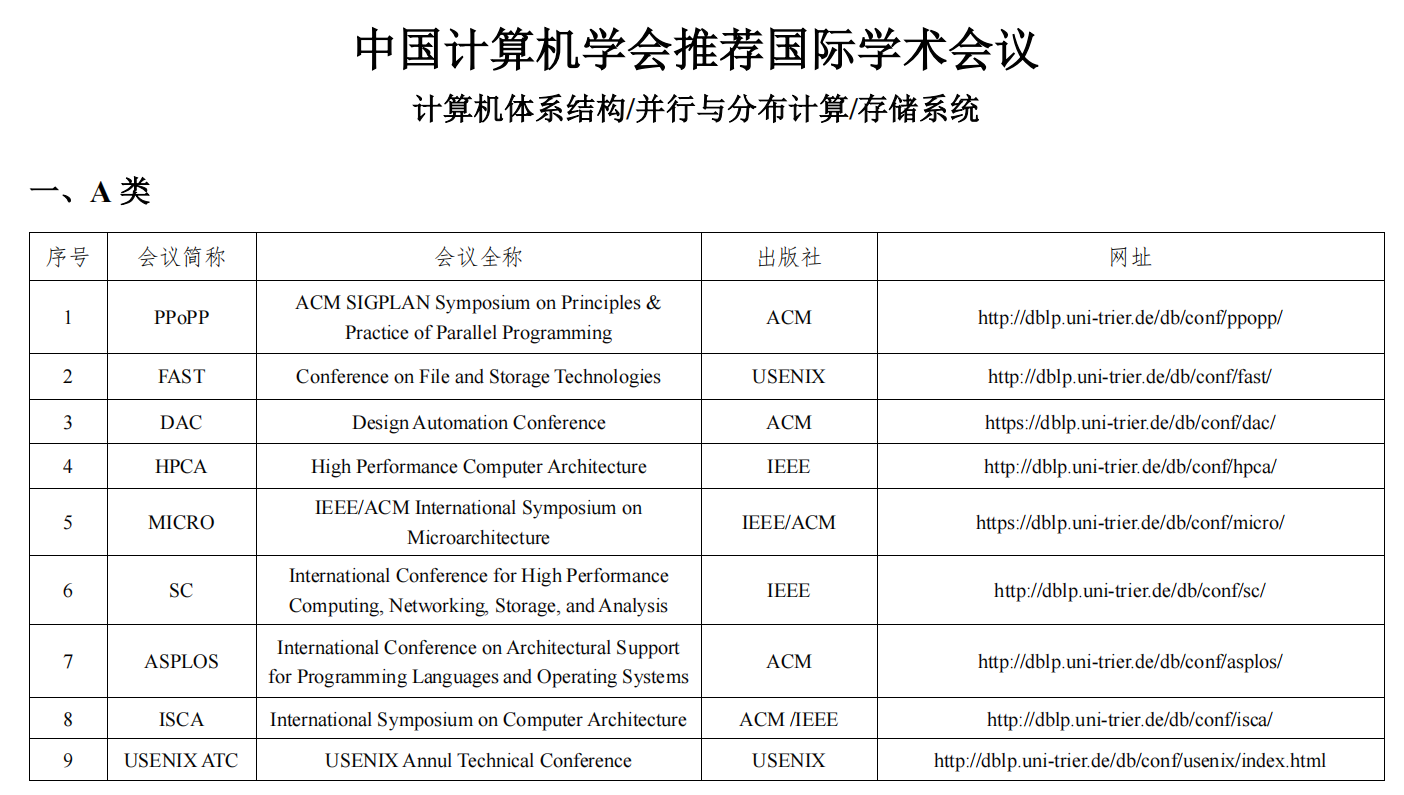 中国计算机学会推荐国际学术会议
计算机体系结构/并行与分布计算/存储系统
一、A 类
序号 会议简称 会议全称 出版社 网址
1 PPoPP ACM SIGPLAN Symposium on Principles & Practice of Parallel Programming ACM http://dblp.uni-trier.de/db/conf/ppopp/
2 FAST Conference on File and Storage Technologies USENIX http://dblp.uni-trier.de/db/conf/fast/
3 DAC Design Automation Conference ACM https://dblp.uni-trier.de/db/conf/dac/
4 HPCA High Performance Computer Architecture IEEE http://dblp.uni-trier.de/db/conf/hpca/
5 MICRO IEEE/ACM International Symposium on Microarchitecture IEEE/ACM https://dblp.uni-trier.de/db/conf/micro/
6 SC International Conference for High Performance Computing, Networking, Storage, and Analysis IEEE http://dblp.uni-trier.de/db/conf/sc/
7 ASPLOS International Conference on Architectural Support for Programming Languages and Operating Systems ACM http://dblp.uni-trier.de/db/conf/asplos/
8 ISCA International Symposium on Computer Architecture ACM /IEEE http://dblp.uni-trier.de/db/conf/isca/
9 USENIX ATC USENIX Annul Technical Conference USENIX http://dblp.uni-trier.de/db/conf/usenix/index.html